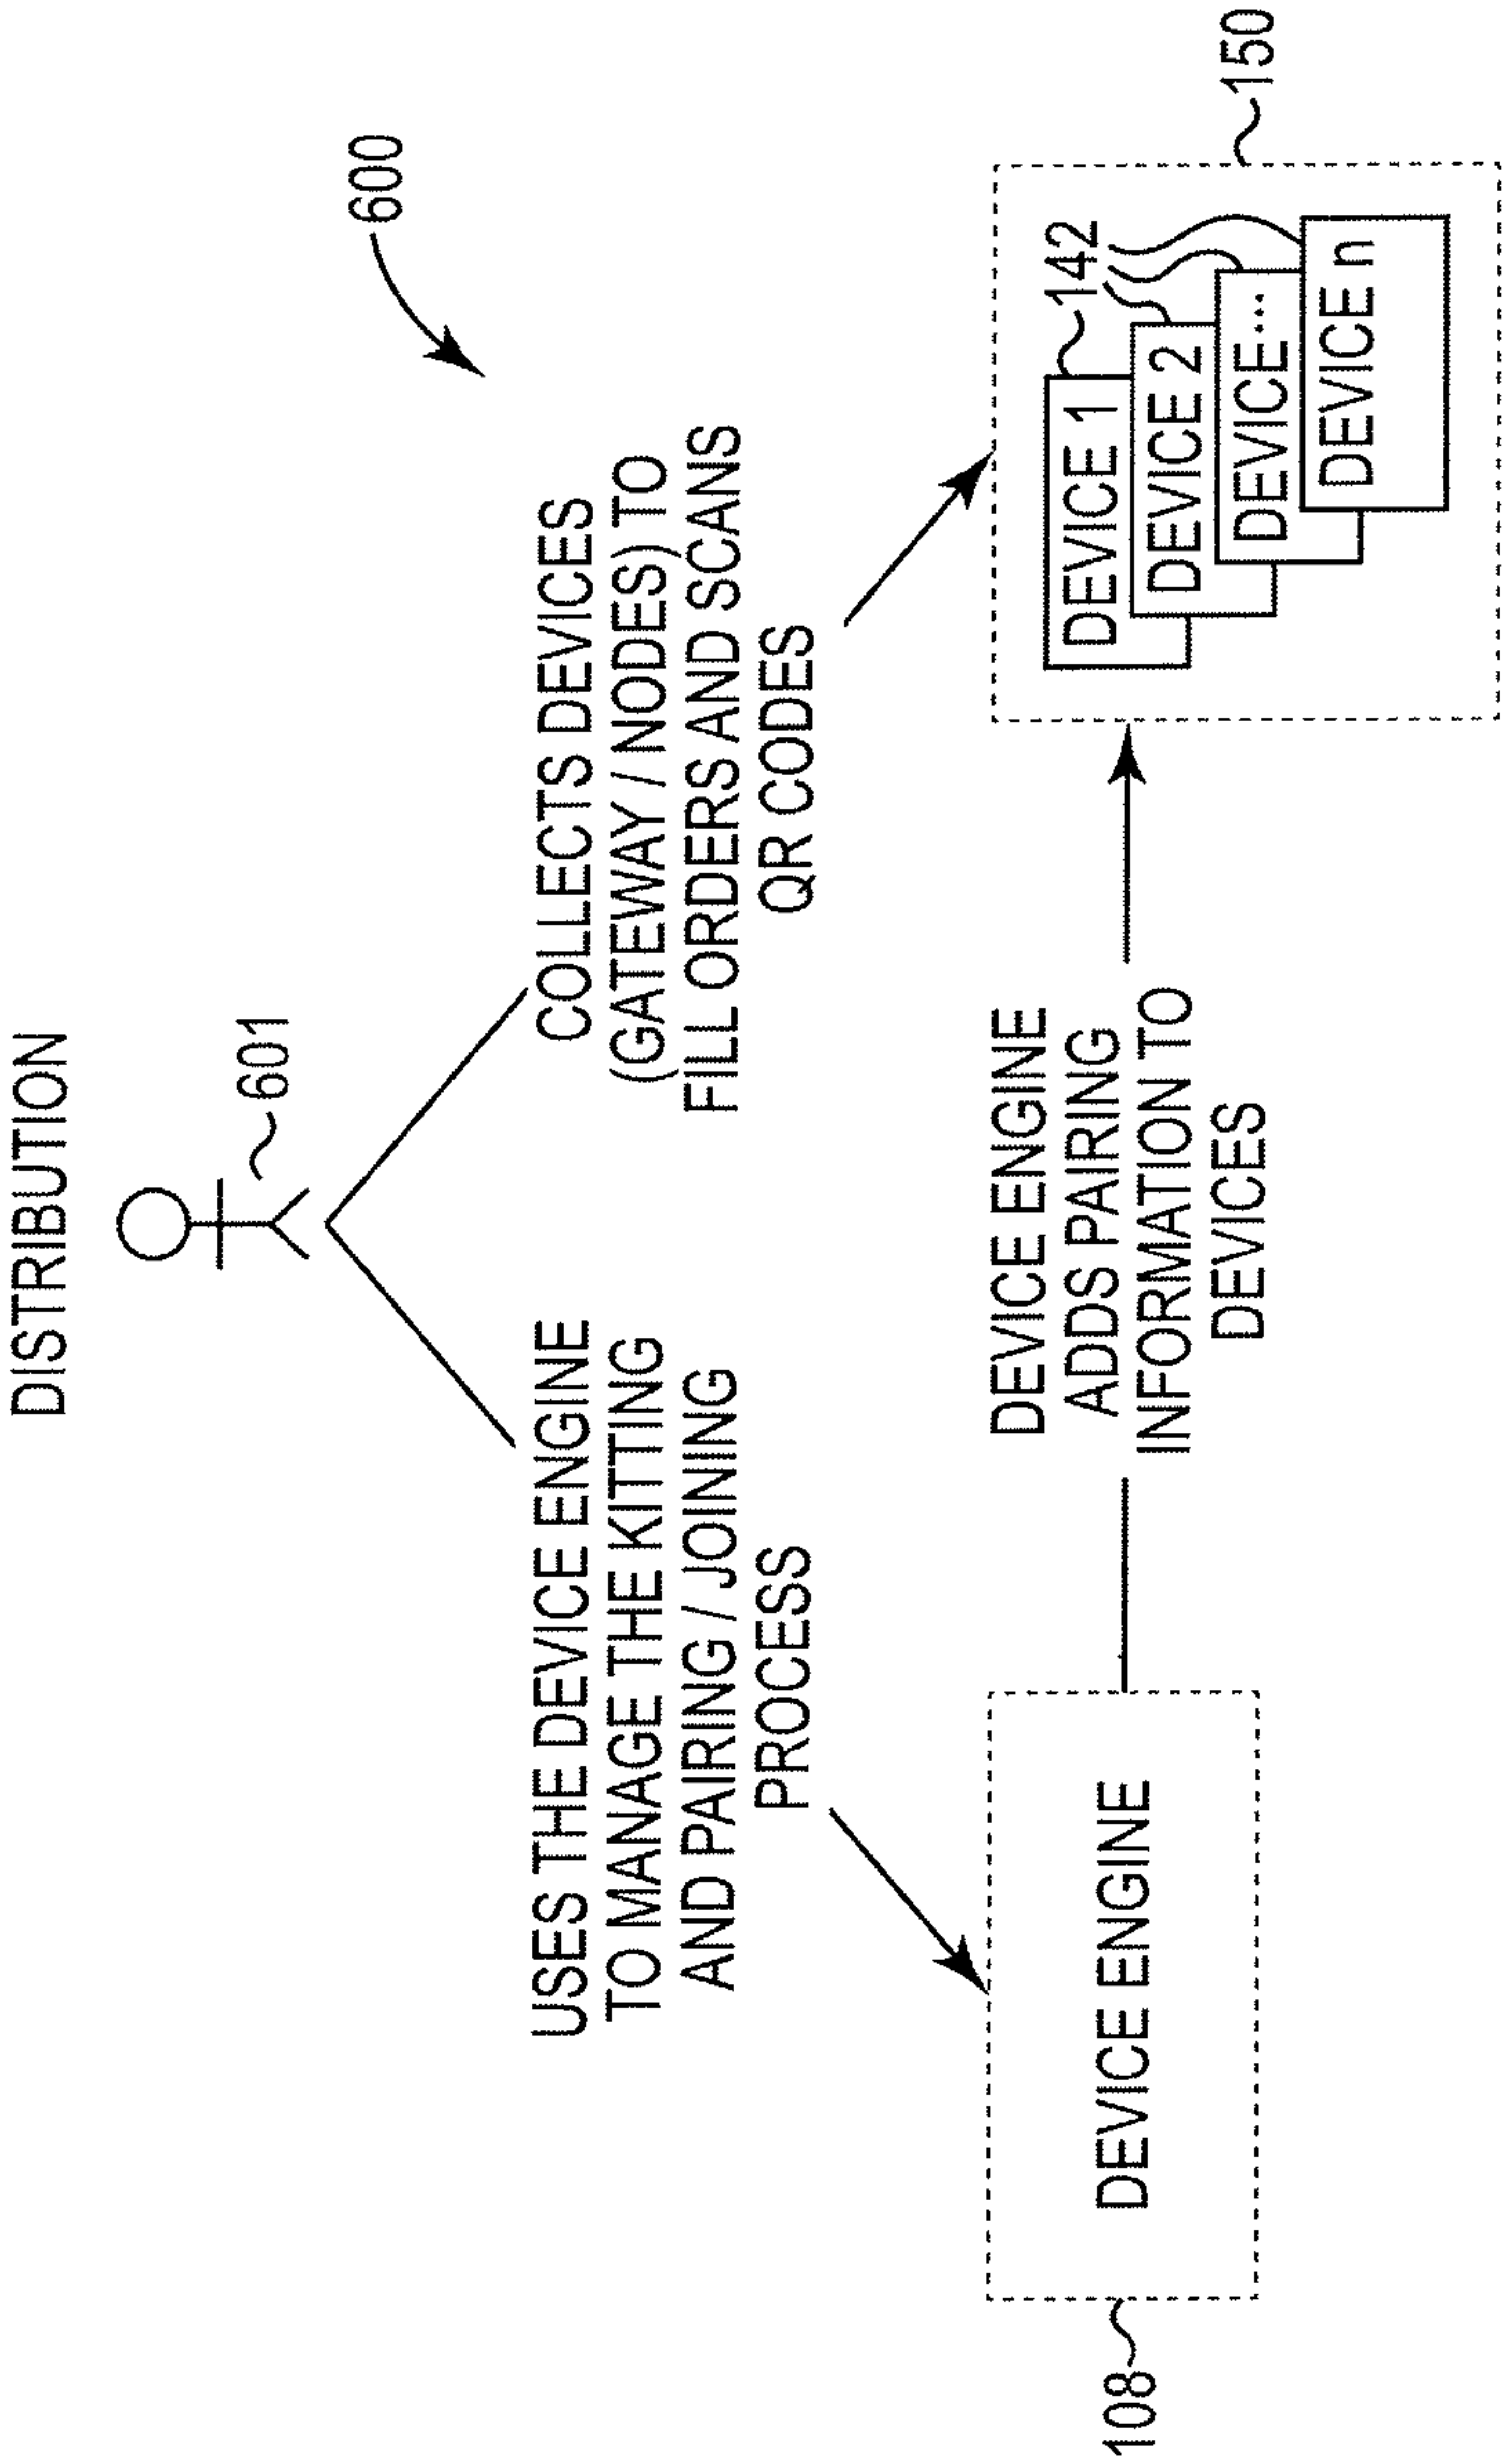 DISTRIBUTION
601
600
USES THE DEVICE ENGINE
TO MANAGE THE KITTING
AND PAIRING / JOINING
PROCESS
COLLECTS DEVICES
(GATEWAY / NODES) TO
FILL ORDERS AND SCANS
QR CODES
108
DEVICE ENGINE
DEVICE ENGINE
ADDS PAIRING
INFORMATION TO
DEVICES
142
DEVICE 1
DEVICE 2
DEVICE...
DEVICE n
150